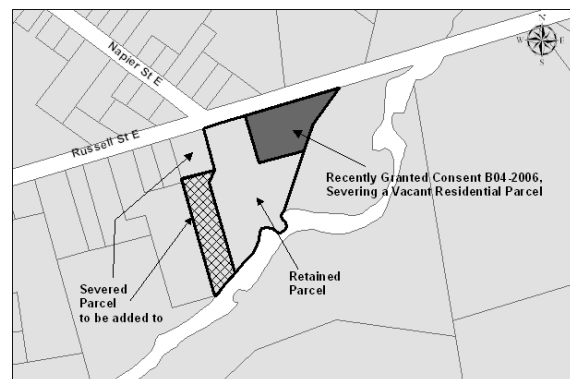 Napier St E
N
W E
S
Russell St E
Recently Granted Consent B04-2006,
Severing a Vacant Residential Parcel
Severed
Parcel
to be added to
Retained
Parcel